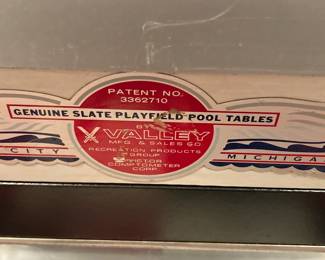 PATENT NO.
3362710
GENUINE SLATE PLAYFIELD POOL TABLES
BY
VALLEY
MFG. & SALES CO
RECREATION PRODUCTS
GROUP
VICTOR
COMPTOMETER
CORP.
CITY
MICHIGA